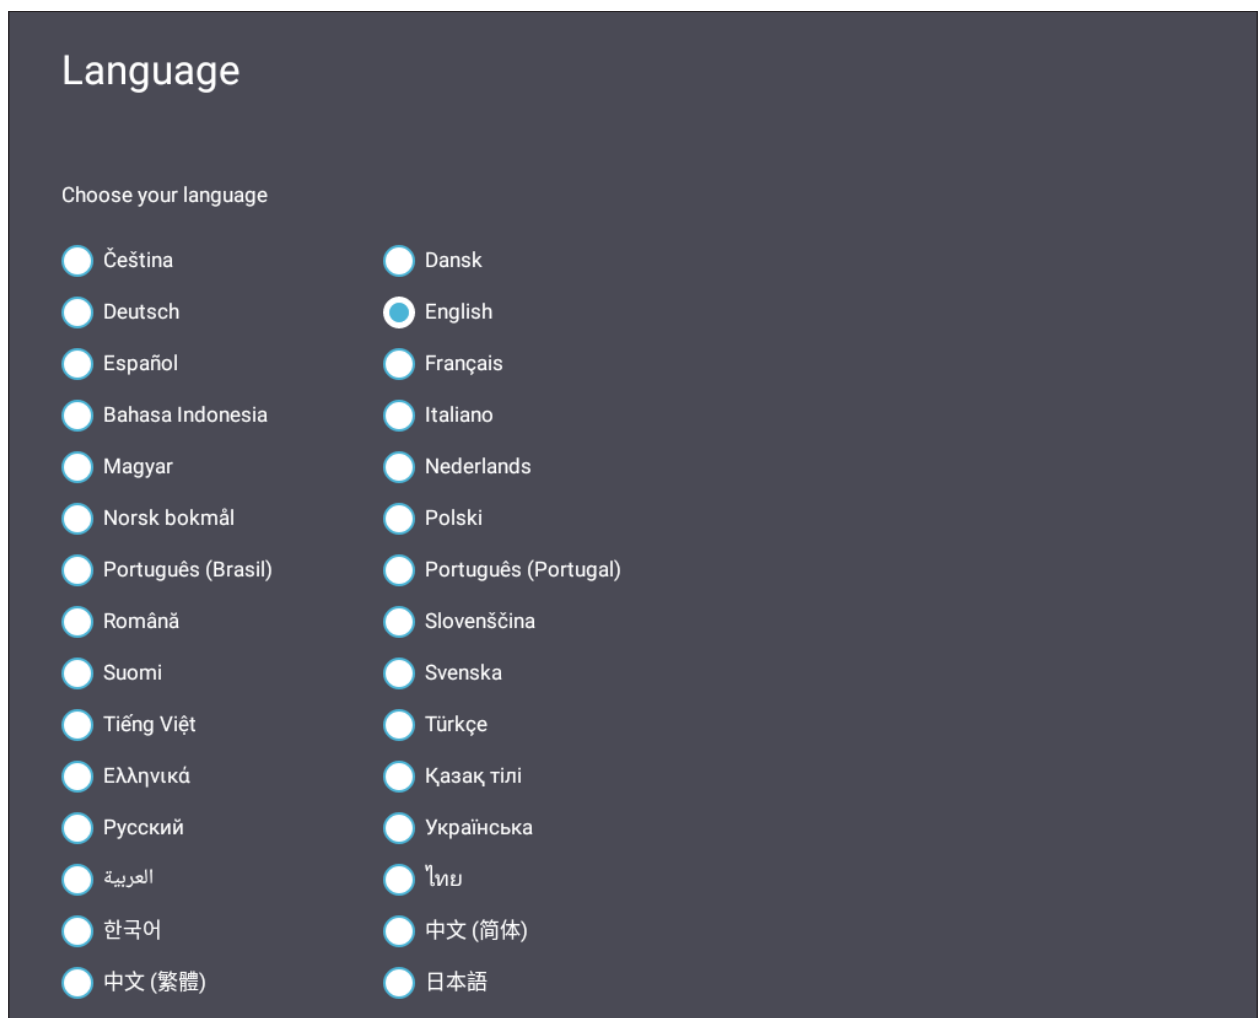 Language
Choose your language
Čeština Dansk
Deutsch English
Español Français
Bahasa Indonesia Italiano
Magyar Nederlands
Norsk bokmål Polski
Português (Brasil) Português (Portugal)
Română Slovenščina
Suomi Svenska
Tiếng Việt Türkçe
Ελληνικά Қазақ тілі
Русский Українська
العربية ไทย
한국어 中文 (简体)
中文 (繁體) 日本語